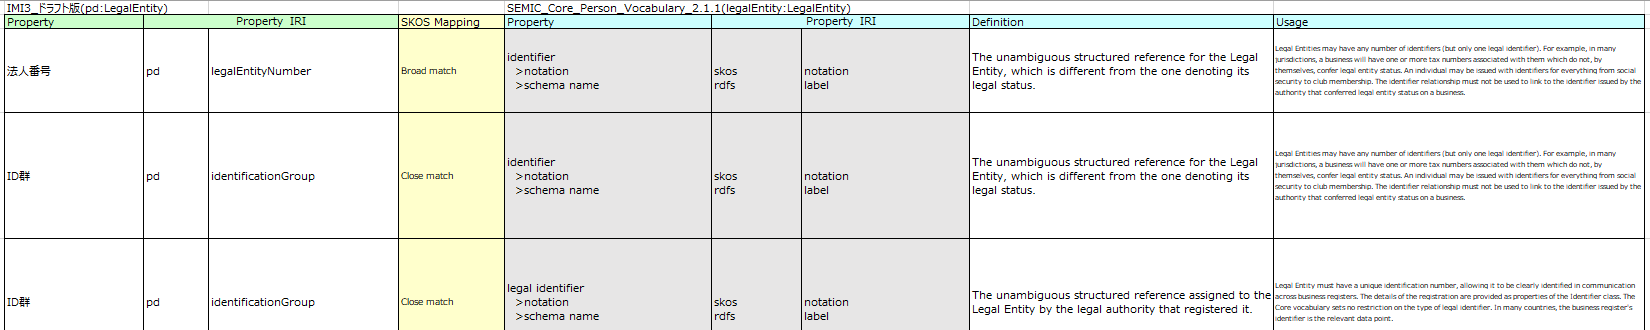 IMI3_ドラフト版(pd:LegalEntity)
SEMIC_Core_Person_Vocabulary_2.1.1(legalEntity:LegalEntity)
Property
Property IRI
SKOS Mapping
Property
Property IRI
Definition
Usage
法人番号
pd
legalEntityNumber
Broad match
identifier
>notation
>schema name
skos
rdfs
notation
label
The unambiguous structured reference for the Legal
Entity, which is different from the one denoting its
legal status.
Legal Entities may have any number of identifiers (but only one legal identifier). For example, in many
jurisdictions, a business will have one or more tax numbers associated with them which do not, by
themselves, confer legal entity status. An individual may be issued with identifiers for everything from social
security to club membership. The identifier relationship must not be used to link to the identifier issued by the
authority that conferred legal entity status on a business.
ID群
pd
identificationGroup
Close match
identifier
>notation
>schema name
skos
rdfs
notation
label
The unambiguous structured reference for the Legal
Entity, which is different from the one denoting its
legal status.
Legal Entities may have any number of identifiers (but only one legal identifier). For example, in many
jurisdictions, a business will have one or more tax numbers associated with them which do not, by
themselves, confer legal entity status. An individual may be issued with identifiers for everything from social
security to club membership. The identifier relationship must not be used to link to the identifier issued by the
authority that conferred legal entity status on a business.
ID群
pd
identificationGroup
Close match
legal identifier
>notation
>schema name
skos
rdfs
notation
label
The unambiguous structured reference assigned to the
Legal Entity by the legal authority that registered it.
Legal Entity must have a unique identification number, allowing it to be clearly identified in communication
across business registers. The details of the registration are provided as properties of the Identifier class. The
Core vocabulary sets no restriction on the type of legal identifier. In many countries, the business register's
identifier is the relevant data point.